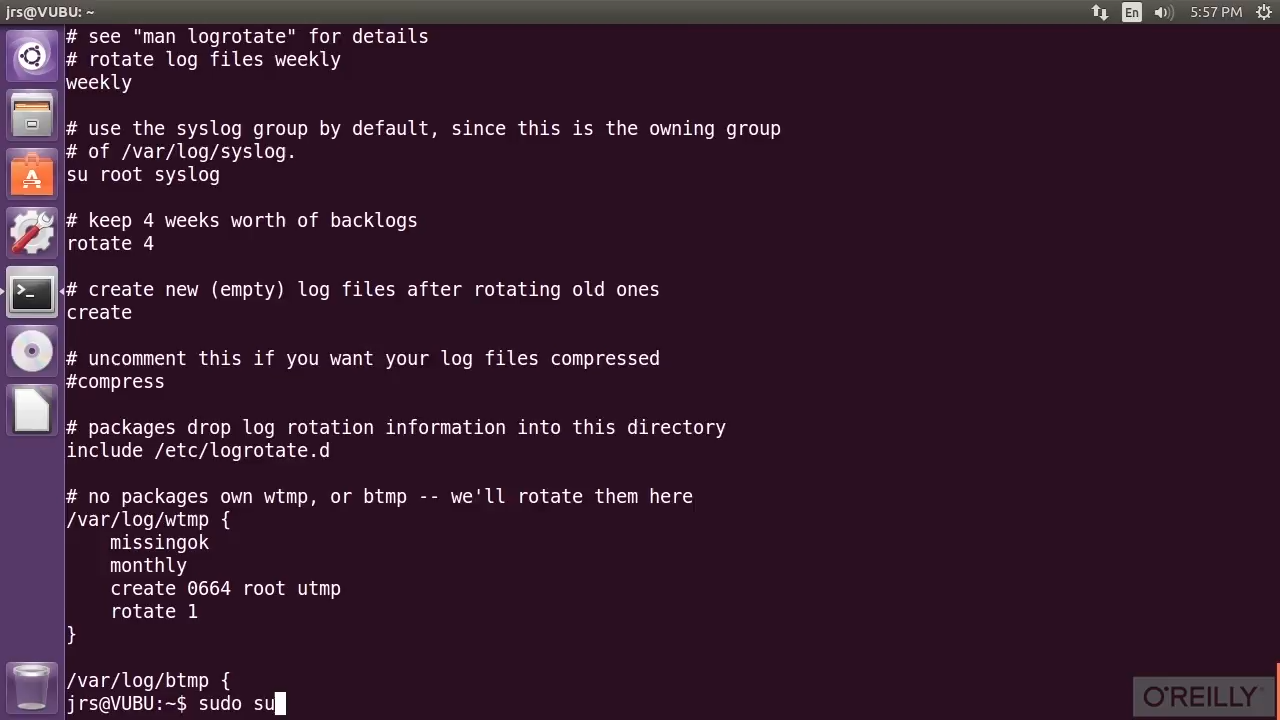 jrs@VUBU: ~
En
5:57 PM
# see "man logrotate" for details
# rotate log files weekly
weekly
# use the syslog group by default, since this is the owning group
# of /var/log/syslog.
su root syslog
# keep 4 weeks worth of backlogs
rotate 4
# create new (empty) log files after rotating old ones
create
# uncomment this if you want your log files compressed
#compress
# packages drop log rotation information into this directory
include /etc/logrotate.d
# no packages own wtmp, or btmp -- we'll rotate them here
/var/log/wtmp {
    missingok
    monthly
    create 0664 root utmp
    rotate 1
}
/var/log/btmp {
jrs@VUBU:~$ sudo su
O'REILLY